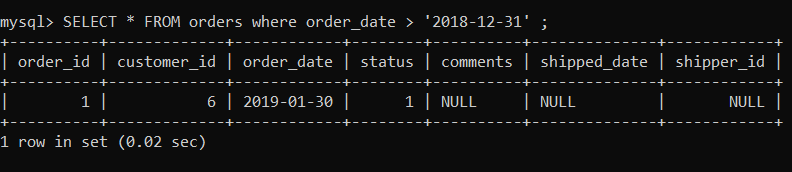 mysql> SELECT * FROM orders where order_date > '2018-12-31' ;
+----------+-------------+------------+--------+----------+--------------+------------+
| order_id | customer_id | order_date | status | comments | shipped_date | shipper_id |
+----------+-------------+------------+--------+----------+--------------+------------+
|        1 |           6 | 2019-01-30 |      1 | NULL     | NULL         |       NULL |
+----------+-------------+------------+--------+----------+--------------+------------+
1 row in set (0.02 sec)